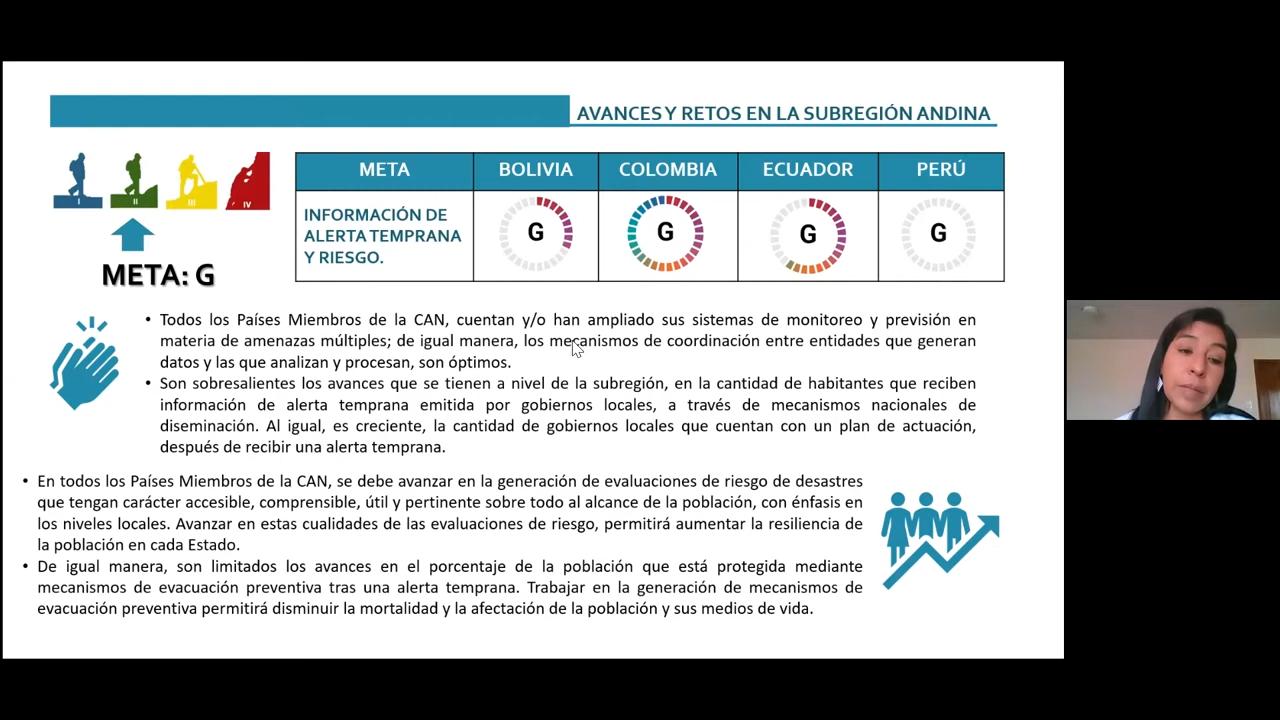 AVANCES Y RETOS EN LA SUBREGIÓN ANDINA
I II III IV
META: G
META BOLIVIA COLOMBIA ECUADOR PERÚ
INFORMACIÓN DE
ALERTA TEMPRANA
Y RIESGO.
G G G G
• Todos los Países Miembros de la CAN, cuentan y/o han ampliado sus sistemas de monitoreo y previsión en
materia de amenazas múltiples; de igual manera, los mecanismos de coordinación entre entidades que generan
datos y las que analizan y procesan, son óptimos.
• Son sobresalientes los avances que se tienen a nivel de la subregión, en la cantidad de habitantes que reciben
información de alerta temprana emitida por gobiernos locales, a través de mecanismos nacionales de
diseminación. Al igual, es creciente, la cantidad de gobiernos locales que cuentan con un plan de actuación,
después de recibir una alerta temprana.
• En todos los Países Miembros de la CAN, se debe avanzar en la generación de evaluaciones de riesgo de desastres
que tengan carácter accesible, comprensible, útil y pertinente sobre todo al alcance de la población, con énfasis en
los niveles locales. Avanzar en estas cualidades de las evaluaciones de riesgo, permitirá aumentar la resiliencia de
la población en cada Estado.
• De igual manera, son limitados los avances en el porcentaje de la población que está protegida mediante
mecanismos de evacuación preventiva tras una alerta temprana. Trabajar en la generación de mecanismos de
evacuación preventiva permitirá disminuir la mortalidad y la afectación de la población y sus medios de vida.